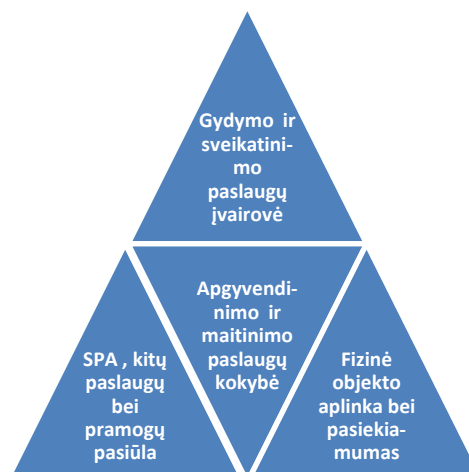 Gydymo ir
sveikatini-
mo
paslaugų
įvairovė
Apgyvendi-
nimo ir
maitinimo
paslaugų
kokybė
SPA , kitų
paslaugų
bei
pramogų
pasiūla
Fizinė
objekto
aplinka bei
pasiekia-
mumas